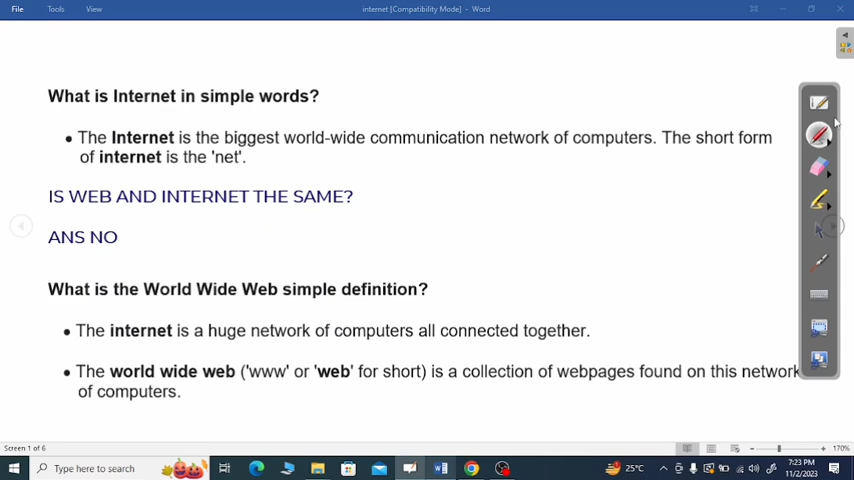 File Tools View internet [Compatibility Mode] - Word
What is Internet in simple words?
• The Internet is the biggest world-wide communication network of computers. The short form
of internet is the 'net'.
IS WEB AND INTERNET THE SAME?
ANS NO
What is the World Wide Web simple definition?
• The internet is a huge network of computers all connected together.
• The world wide web ('www' or 'web' for short) is a collection of webpages found on this network
of computers.
Screen 1 of 6 170%
Type here to search 25°C 7:23 PM
11/2/2023